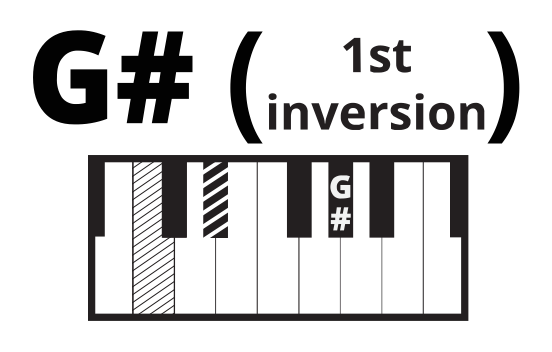 G# (1st
inversion)
G
#